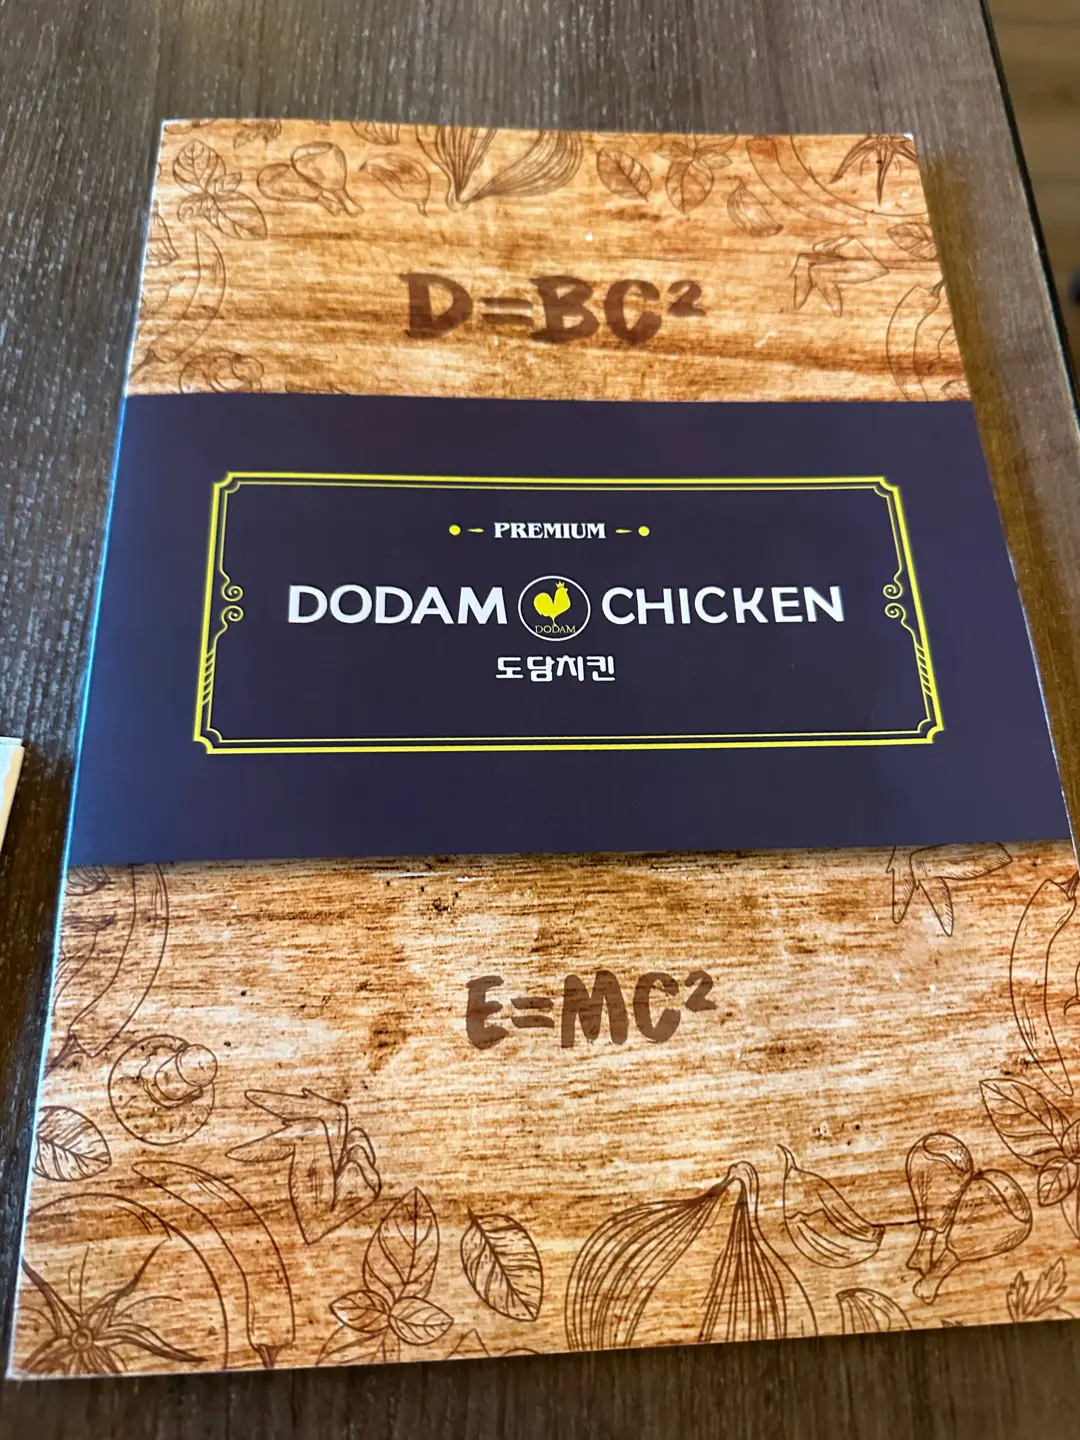 D=BC²
PREMIUM
DODAM CHICKEN
DODAM
도담치킨
E=MC²